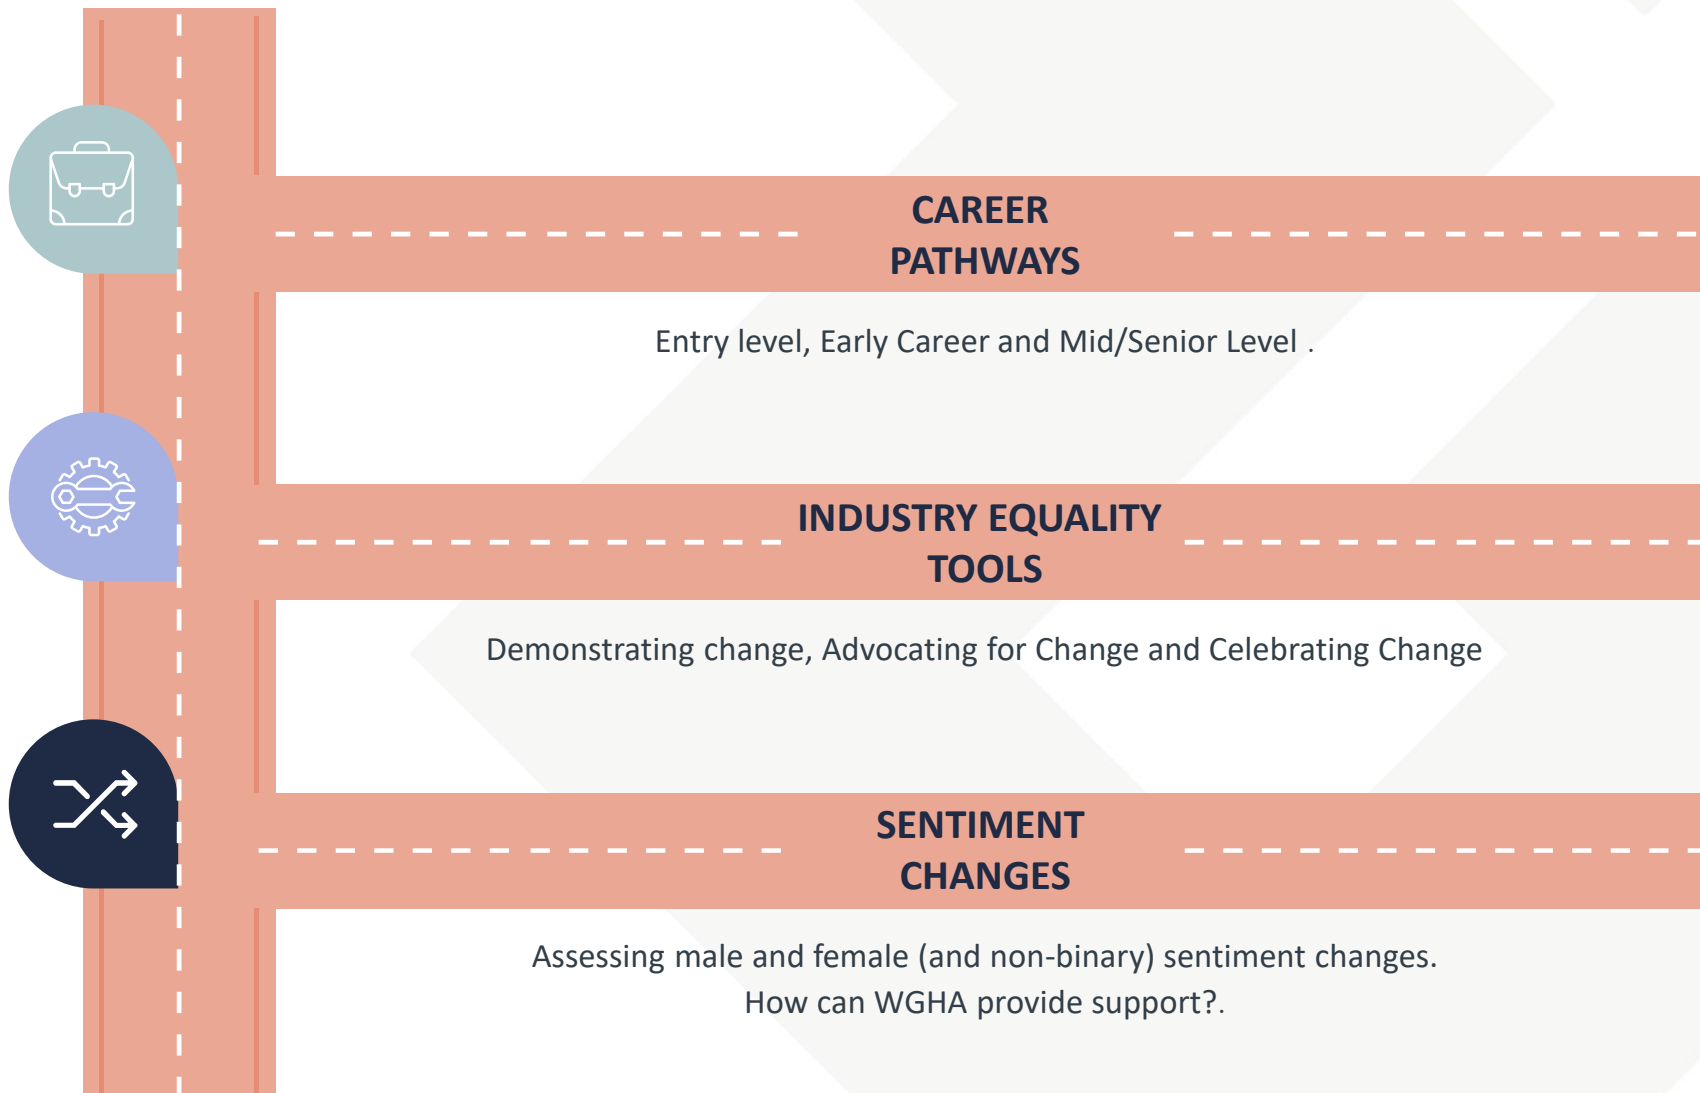 CAREER
PATHWAYS
Entry level, Early Career and Mid/Senior Level .
INDUSTRY EQUALITY
TOOLS
Demonstrating change, Advocating for Change and Celebrating Change
SENTIMENT
CHANGES
Assessing male and female (and non-binary) sentiment changes.
How can WGHA provide support?.